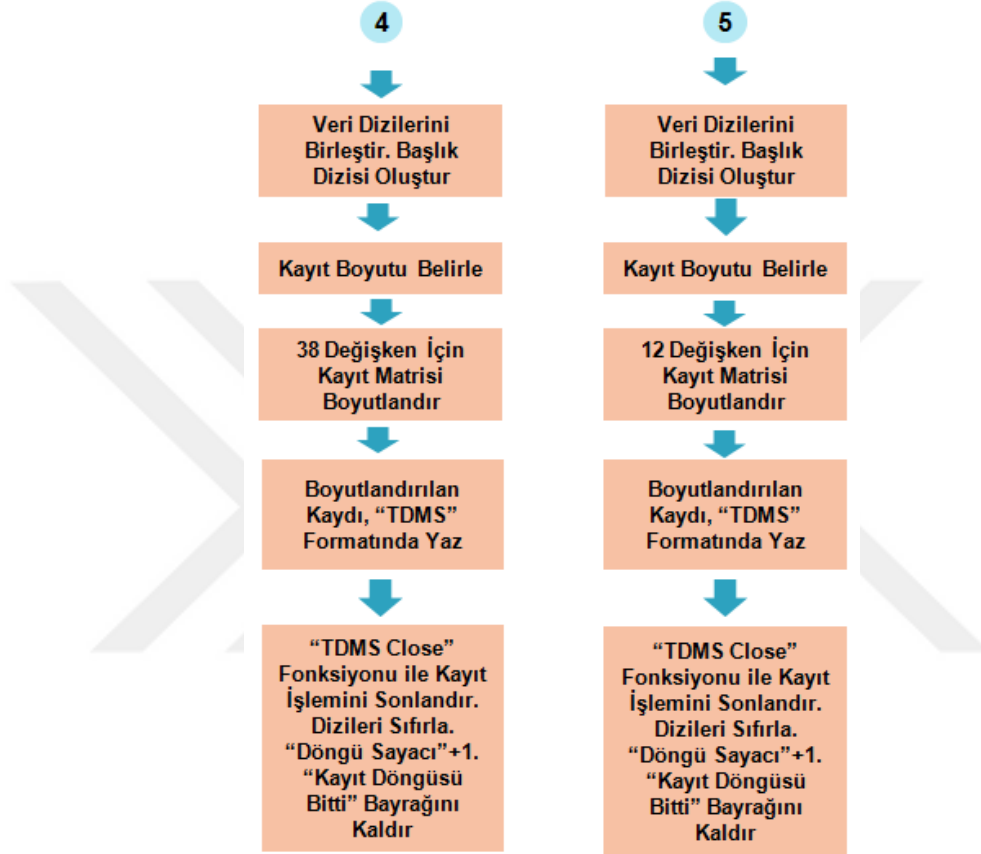 4
Veri Dizilerini
Birleştir. Başlık
Dizisi Oluştur
Kayıt Boyutu Belirle
38 Değişken İçin
Kayıt Matrisi
Boyutlandır
Boyutlandırılan
Kaydı, “TDMS”
Formatında Yaz
“TDMS Close”
Fonksiyonu ile Kayıt
İşlemini Sonlandır.
Dizileri Sıfırla.
“Döngü Sayacı”+1.
“Kayıt Döngüsü
Bitti” Bayrağını
Kaldır
5
Veri Dizilerini
Birleştir. Başlık
Dizisi Oluştur
Kayıt Boyutu Belirle
12 Değişken İçin
Kayıt Matrisi
Boyutlandır
Boyutlandırılan
Kaydı, “TDMS”
Formatında Yaz
“TDMS Close”
Fonksiyonu ile Kayıt
İşlemini Sonlandır.
Dizileri Sıfırla.
“Döngü Sayacı”+1.
“Kayıt Döngüsü
Bitti” Bayrağını
Kaldır